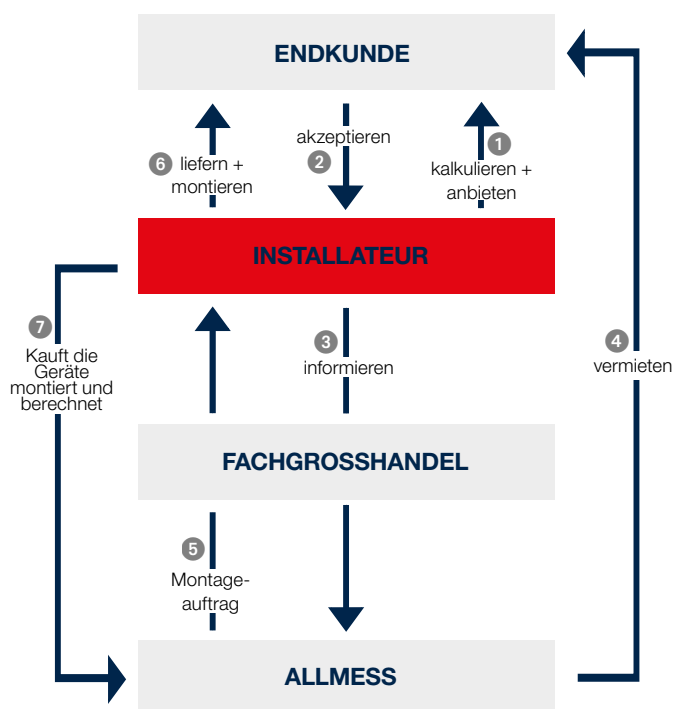 ENDKUNDE
1
kalkulieren +
anbieten
akzeptieren
2
6 liefern +
montieren
INSTALLATEUR
7
Kauft die
Geräte
montiert und
berechnet
3
informieren
4
vermieten
FACHGROSSHANDEL
5
Montage-
auftrag
ALLMESS